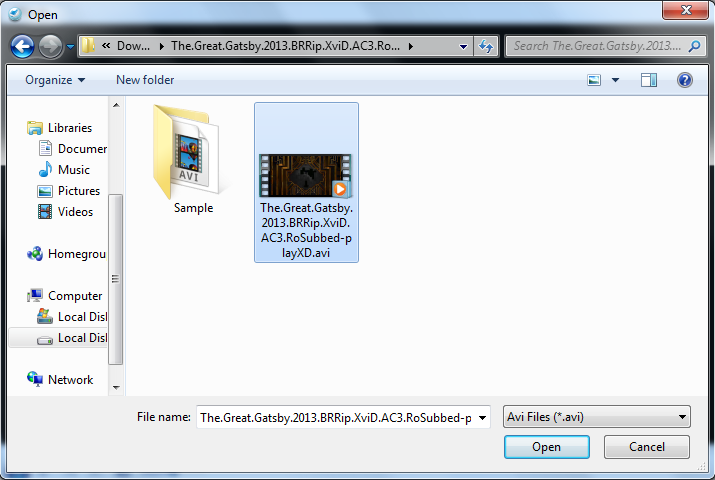 Open
« Dow... The.Great.Gatsby.2013.BRRip.XviD.AC3.Ro...
Search The.Great.Gatsby.2013....
Organize New folder
Libraries
Documen
Music
Pictures
Videos
Homegrou
Computer
Local Disl
Local Disl
Network
AVI
Sample
The.Great.Gatsby.
2013.BRRip.XviD.
AC3.RoSubbed-p
layXD.avi
File name: The.Great.Gatsby.2013.BRRip.XviD.AC3.RoSubbed-p Avi Files (*.avi)
Open Cancel